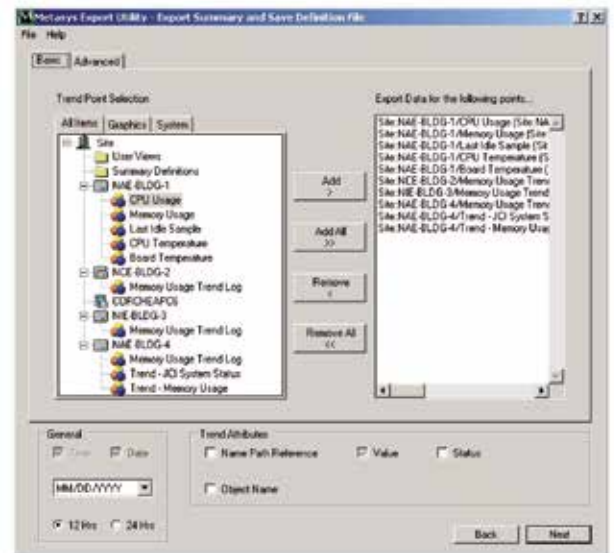 Metasys Export Utility - Export Summary and Save Definition File
File Help
Basic Advanced
Trend Point Selection
All Items Graphics System
Site
User Views
Summary Definitions
NAE-BLDG-1
CPU Usage
Memory Usage
Last Idle Sample
CPU Temperature
Board Temperature
NCE-BLDG-2
Memory Usage Trend Log
NIE-BLDG-3
Memory Usage Trend Log
NAE-BLDG-4
Memory Usage Trend Log
Trend - JCI System Status
Trend - Memory Usage
Add
>
Add All
>>
Remove
<
Remove All
<<
Export Data for the following points...
Site:NAE-BLDG-1/CPU Usage (Site:NA
Site:NAE-BLDG-1/Memory Usage (Site
Site:NAE-BLDG-1/Last Idle Sample (Sit
Site:NAE-BLDG-1/CPU Temperature (S
Site:NAE-BLDG-1/Board Temperature (
Site:NCE-BLDG-2/Memory Usage Tren
Site:NIE-BLDG-3/Memory Usage Trend
Site:NAE-BLDG-4/Memory Usage Tren
Site:NAE-BLDG-4/Trend - JCI System S
Site:NAE-BLDG-4/Trend - Memory Usa
General
Time Date
MM/DD/YYYY
12 Hrs 24 Hrs
Trend Attributes
Name Path Reference Value Status
Object Name
Back Next